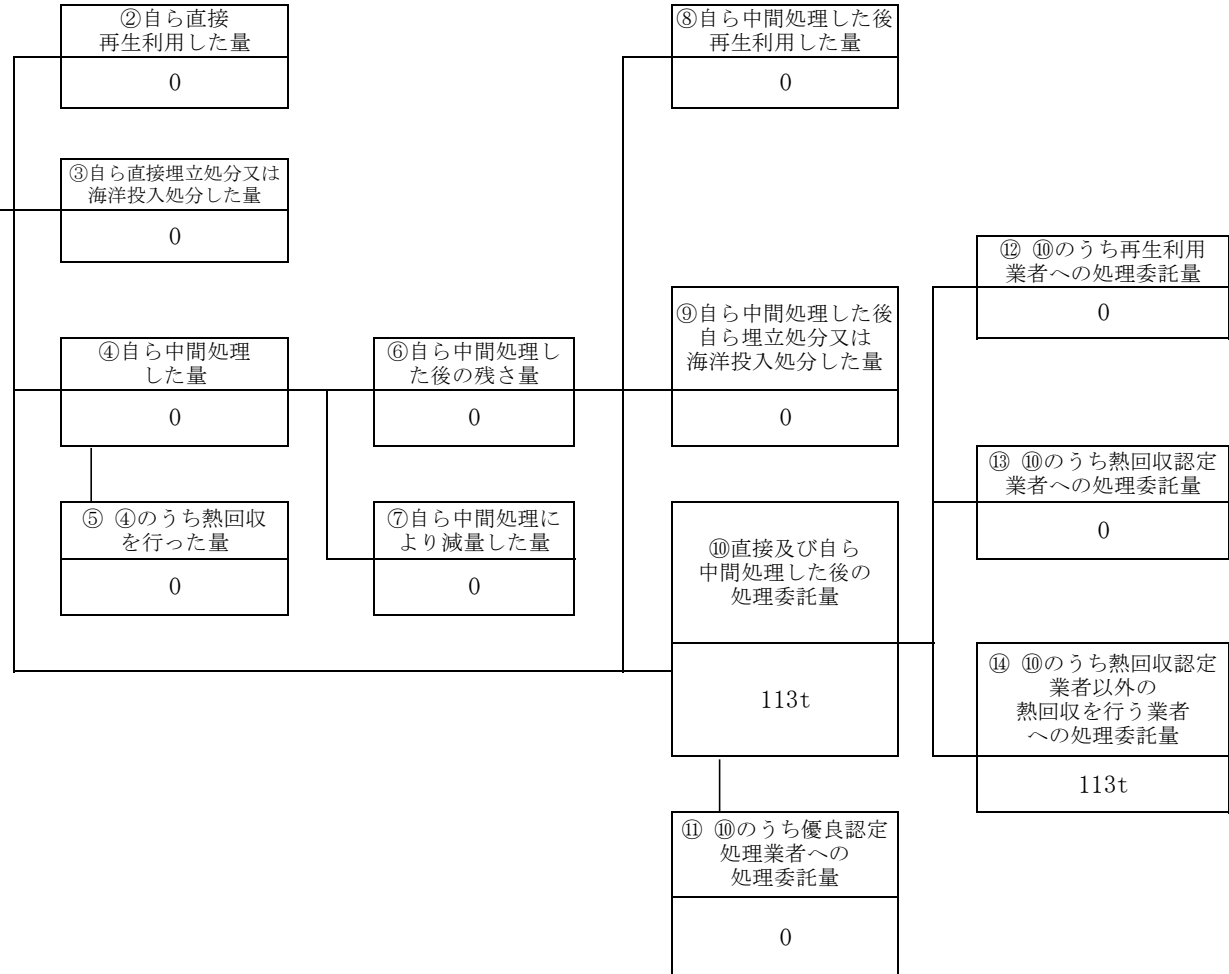 ②自ら直接
再生利用した量
0
③自ら直接埋立処分又は
海洋投入処分した量
0
④自ら中間処理
した量
0
⑤ ④のうち熱回収
を行った量
0
⑥自ら中間処理し
た後の残さ量
0
⑦自ら中間処理に
より減量した量
0
⑧自ら中間処理した後
再生利用した量
0
⑨自ら中間処理した後
自ら埋立処分又は
海洋投入処分した量
0
⑩直接及び自ら
中間処理した後の
処理委託量
113t
⑪ ⑩のうち優良認定
処理業者への
処理委託量
0
⑫ ⑩のうち再生利用
業者への処理委託量
0
⑬ ⑩のうち熱回収認定
業者への処理委託量
0
⑭ ⑩のうち熱回収認定
業者以外の
熱回収を行う業者
への処理委託量
113t